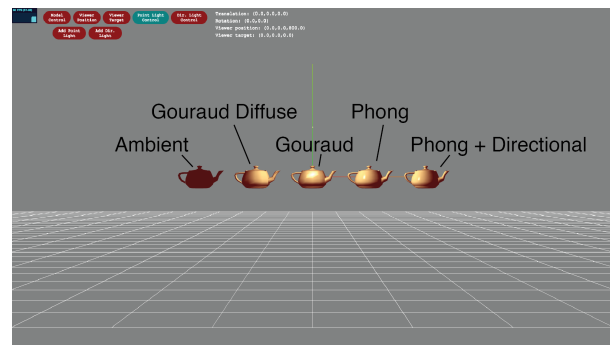 Model Control
Viewer Position
Viewer Target
Point Light Control
Dir. Light Control
Add Point Light
Add Dir. Light
Translation: (0.0,0.0,0.0)
Rotation: (0.0,0.0)
Viewer position: (0.0,0.0,600.0)
Viewer target: (0.0,0.0,0.0)
Gouraud Diffuse
Phong
Ambient
Gouraud
Phong + Directional